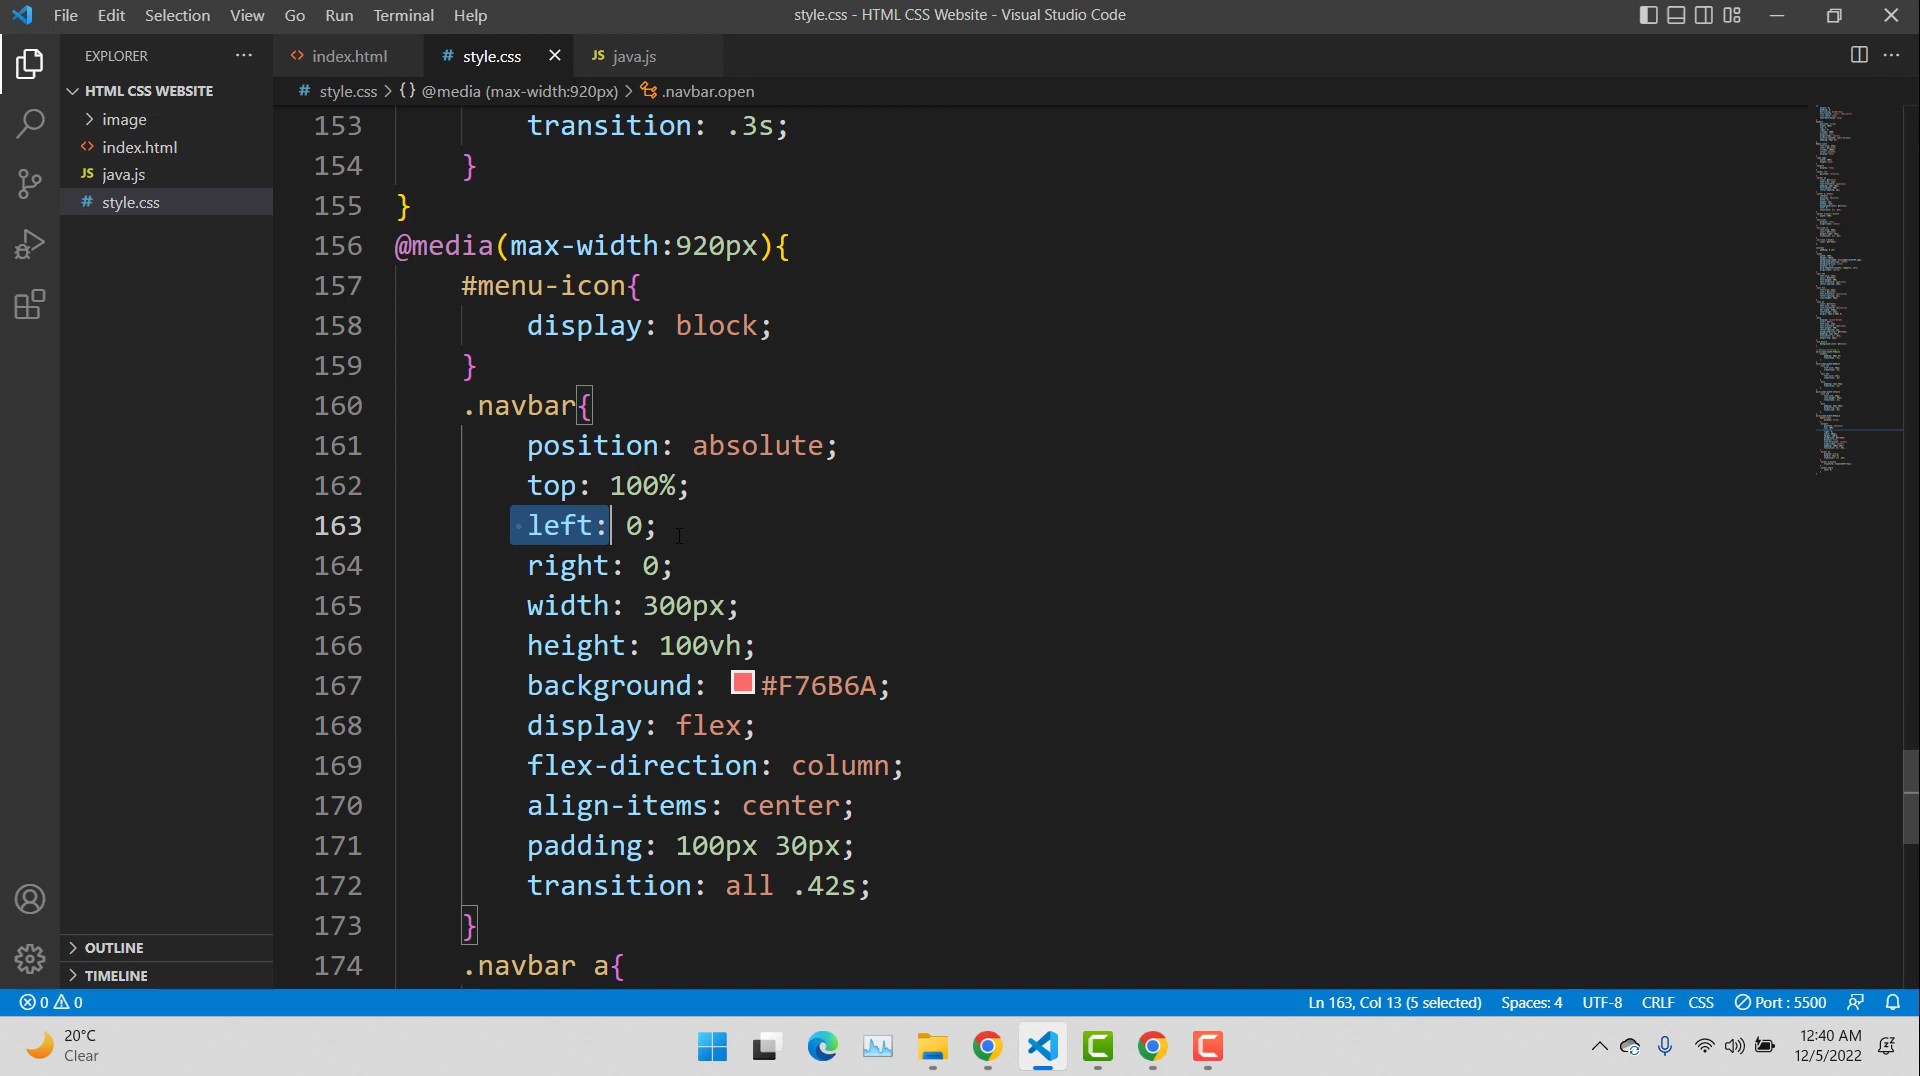 File Edit Selection View Go Run Terminal Help
style.css - HTML CSS Website - Visual Studio Code
EXPLORER ...
HTML CSS WEBSITE
image
index.html
JS java.js
# style.css
OUTLINE
TIMELINE
index.html
# style.css
JS java.js
# style.css > {} @media (max-width:920px) > .navbar.open
153 transition: .3s;
154 }
155 }
156 @media(max-width:920px){
157 #menu-icon{
158 display: block;
159 }
160 .navbar{
161 position: absolute;
162 top: 100%;
163 left: 0;
164 right: 0;
165 width: 300px;
166 height: 100vh;
167 background: #F76B6A;
168 display: flex;
169 flex-direction: column;
170 align-items: center;
171 padding: 100px 30px;
172 transition: all .42s;
173 }
174 .navbar a{
0 0
Ln 163, Col 13 (5 selected) Spaces: 4 UTF-8 CRLF CSS Port : 5500
20°C
Clear
12:40 AM
12/5/2022